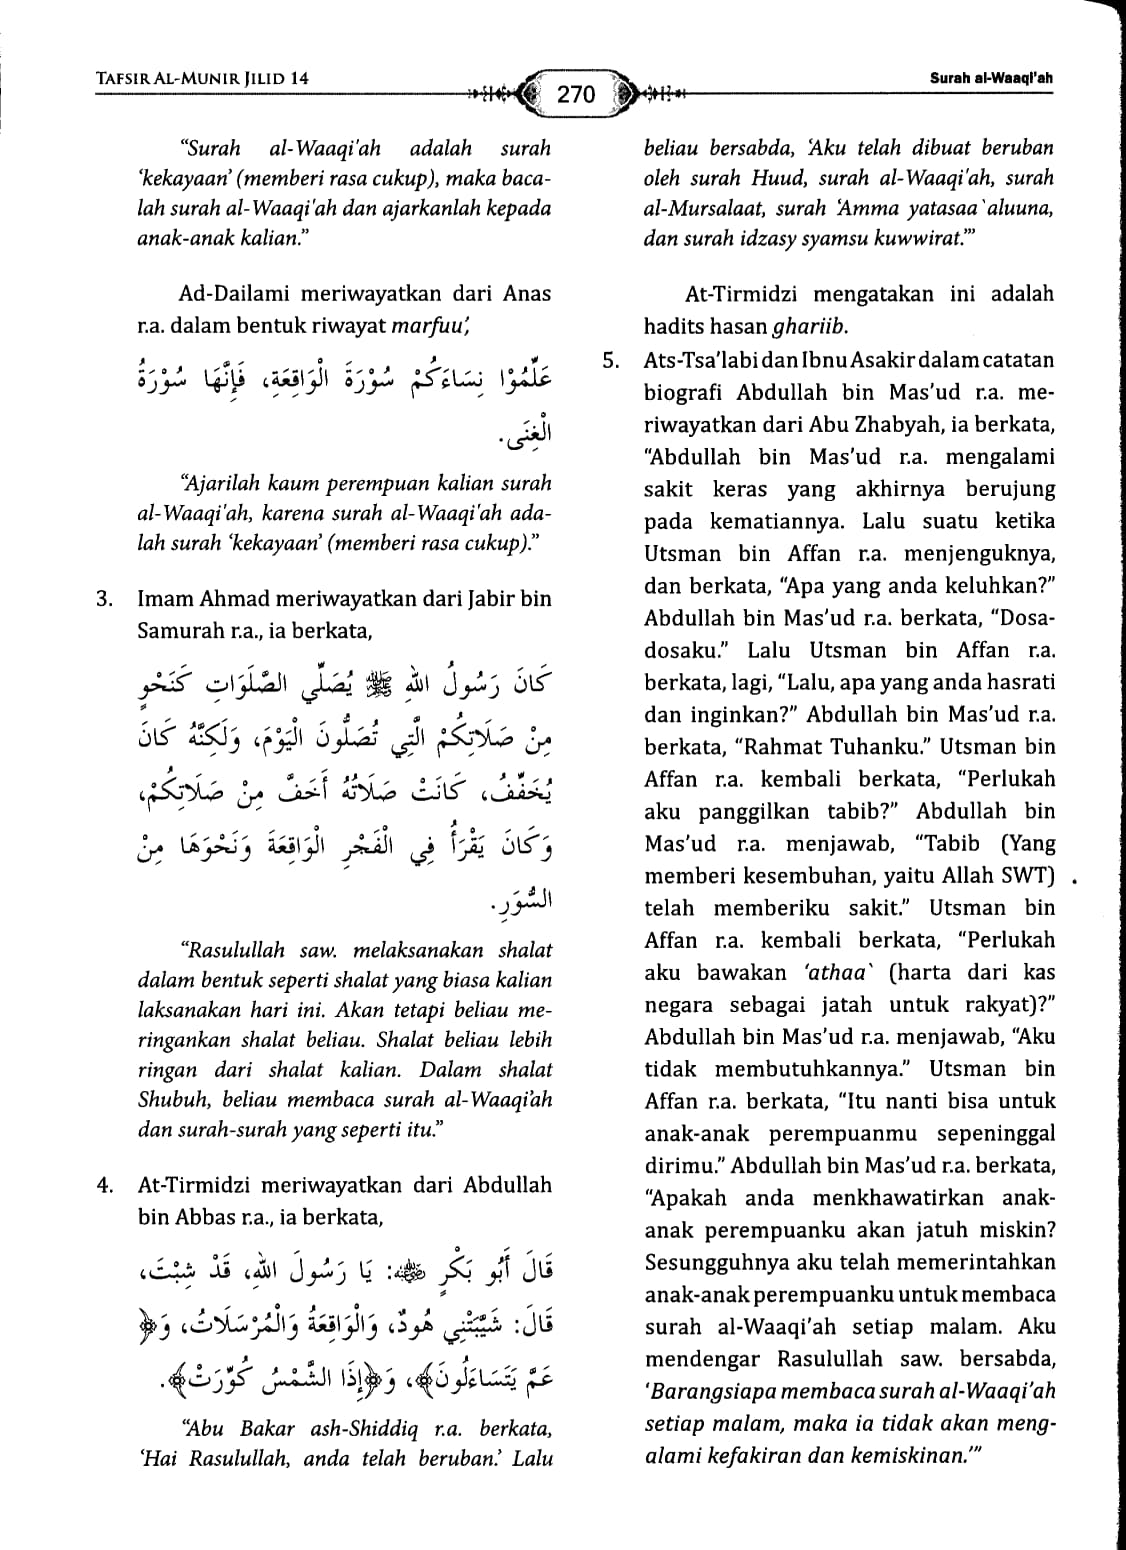 TAFSIR AL-MUNIR JILID 14
270
Surah al-Waaqi'ah
“Surah al-Waaqi'ah adalah surah
‘kekayaan’ (memberi rasa cukup), maka baca-
lah surah al-Waaqi'ah dan ajarkanlah kepada
anak-anak kalian.”
Ad-Dailami meriwayatkan dari Anas
r.a. dalam bentuk riwayat marfuu‘,
عَلِّمُوْا نِسَاءَكُمْ سُوْرَةَ الْوَاقِعَةِ، فَإِنَّهَا سُوْرَةُ
الْغِنَى.
“Ajarilah kaum perempuan kalian surah
al-Waaqi'ah, karena surah al-Waaqi'ah ada-
lah surah ‘kekayaan’ (memberi rasa cukup).”
3. Imam Ahmad meriwayatkan dari Jabir bin
Samurah r.a., ia berkata,
كَانَ رَسُولُ اللهِ ﷺ يُصَلِّي الصَّلَوَاتِ كَنَحْوٍ
مِنْ صَلَاتِكُمْ الَّتِي تُصَلُّونَ الْيَوْمَ، وَلَكِنَّهُ كَانَ
يُخَفِّفُ، كَانَتْ صَلَاتُهُ أَخَفَّ مِنْ صَلَاتِكُمْ،
وَكَانَ يَقْرَأُ فِي الْفَجْرِ الْوَاقِعَةَ وَنَحْوَهَا مِنْ
السُّوَرِ.
“Rasulullah saw. melaksanakan shalat
dalam bentuk seperti shalat yang biasa kalian
laksanakan hari ini. Akan tetapi beliau me-
ringankan shalat beliau. Shalat beliau lebih
ringan dari shalat kalian. Dalam shalat
Shubuh, beliau membaca surah al-Waaqi’ah
dan surah-surah yang seperti itu.”
4. At-Tirmidzi meriwayatkan dari Abdullah
bin Abbas r.a., ia berkata,
قَالَ أَبُو بَكْرٍ ﷺ: يَا رَسُولَ اللهِ، قَدْ شِبْتَ،
قَالَ: شَيَّبَتْنِي هُودٌ، وَالْوَاقِعَةُ وَالْمُرْسَلَاتُ، وَ﴿
عَمَّ يَتَسَاءَلُونَ﴾، وَ﴿إِذَا الشَّمْسُ كُوِّرَتْ﴾.
“Abu Bakar ash-Shiddiq r.a. berkata,
‘Hai Rasulullah, anda telah beruban.’ Lalu
beliau bersabda, ‘Aku telah dibuat beruban
oleh surah Huud, surah al-Waaqi'ah, surah
al-Mursalaat, surah ‘Amma yatasaa`aluuna,
dan surah idzasy syamsu kuwwirat.’”
At-Tirmidzi mengatakan ini adalah
hadits hasan ghariib.
5. Ats-Tsa’labi dan Ibnu Asakir dalam catatan
biografi Abdullah bin Mas’ud r.a. me-
riwayatkan dari Abu Zhabyah, ia berkata,
“Abdullah bin Mas’ud r.a. mengalami
sakit keras yang akhirnya berujung
pada kematiannya. Lalu suatu ketika
Utsman bin Affan r.a. menjenguknya,
dan berkata, “Apa yang anda keluhkan?”
Abdullah bin Mas’ud r.a. berkata, “Dosa-
dosaku.” Lalu Utsman bin Affan r.a.
berkata, lagi, “Lalu, apa yang anda hasrati
dan inginkan?” Abdullah bin Mas’ud r.a.
berkata, “Rahmat Tuhanku.” Utsman bin
Affan r.a. kembali berkata, “Perlukah
aku panggilkan tabib?” Abdullah bin
Mas’ud r.a. menjawab, “Tabib (Yang
memberi kesembuhan, yaitu Allah SWT)
telah memberiku sakit.” Utsman bin
Affan r.a. kembali berkata, “Perlukah
aku bawakan ‘athaa` (harta dari kas
negara sebagai jatah untuk rakyat)?”
Abdullah bin Mas’ud r.a. menjawab, “Aku
tidak membutuhkannya.” Utsman bin
Affan r.a. berkata, “Itu nanti bisa untuk
anak-anak perempuanmu sepeninggal
dirimu.” Abdullah bin Mas’ud r.a. berkata,
“Apakah anda menkhawatirkan anak-
anak perempuanku akan jatuh miskin?
Sesungguhnya aku telah memerintahkan
anak-anak perempuanku untuk membaca
surah al-Waaqi’ah setiap malam. Aku
mendengar Rasulullah saw. bersabda,
‘Barangsiapa membaca surah al-Waaqi’ah
setiap malam, maka ia tidak akan meng-
alami kefakiran dan kemiskinan.’”